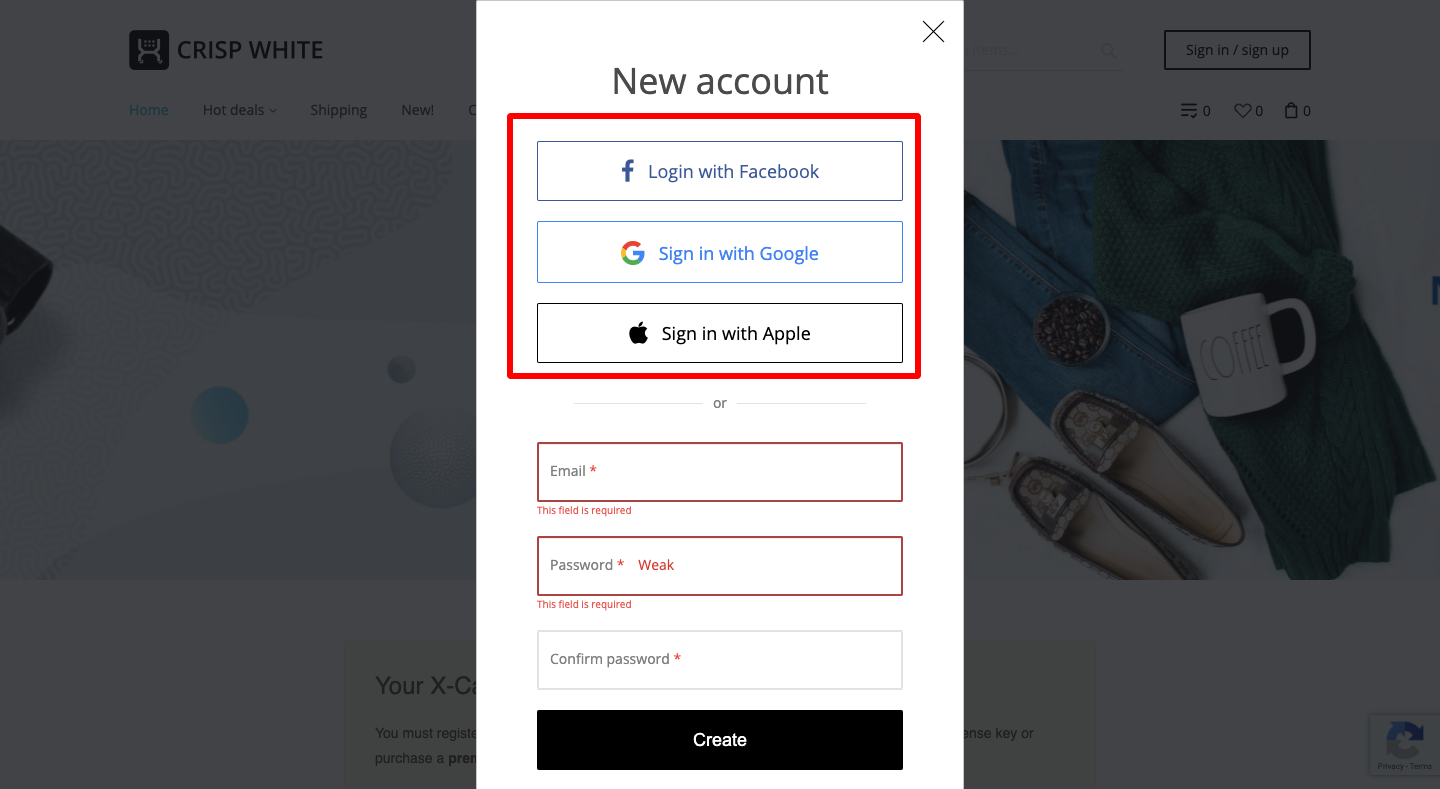 CRISP WHITE
items...
Sign in / sign up
Home Hot deals Shipping New!
0 0 0
New account
Login with Facebook
Sign in with Google
Sign in with Apple
or
COFFEE
Email *
This field is required
Password * Weak
This field is required
Confirm password *
Create
Your X-Ca
You must registe
ense key or
purchase a prem
Privacy - Terms